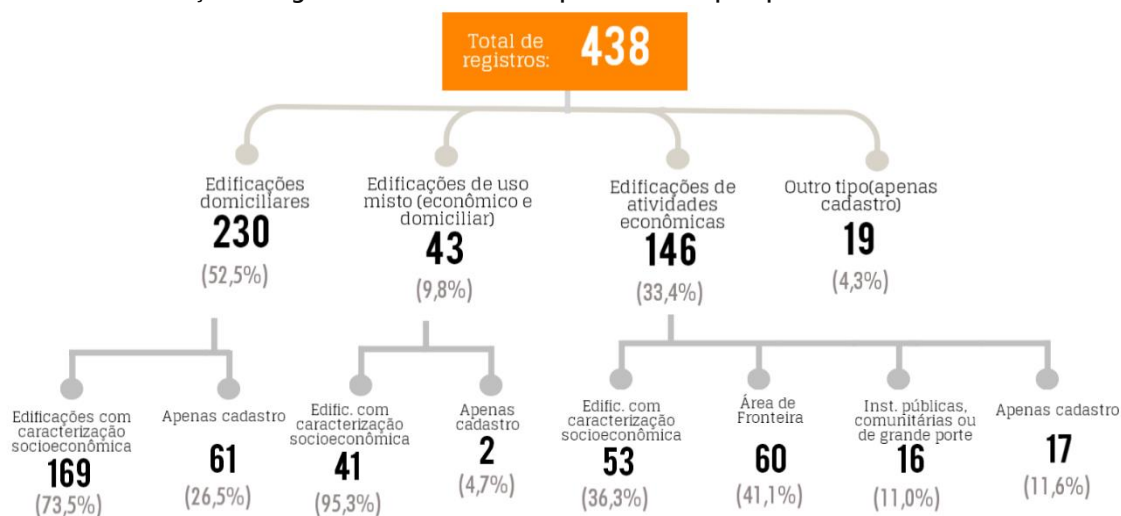 Total de
registros:
438
Edificações
domiciliares
230
(52,5%)
Edificações de uso
misto (econômico e
domiciliar)
43
(9,8%)
Edificações de
atividades
econômicas
146
(33,4%)
Outro tipo(apenas
cadastro)
19
(4,3%)
Edificações com
caracterização
socioeconômica
169
(73,5%)
Apenas cadastro
61
(26,5%)
Edific. com
caracterização
socioeconômica
41
(95,3%)
Apenas
cadastro
2
(4,7%)
Edific. com
caracterização
socioeconômica
53
(36,3%)
Área de
Fronteira
60
(41,1%)
Inst. públicas,
comunitárias ou
de grande porte
16
(11,0%)
Apenas cadastro
17
(11,6%)